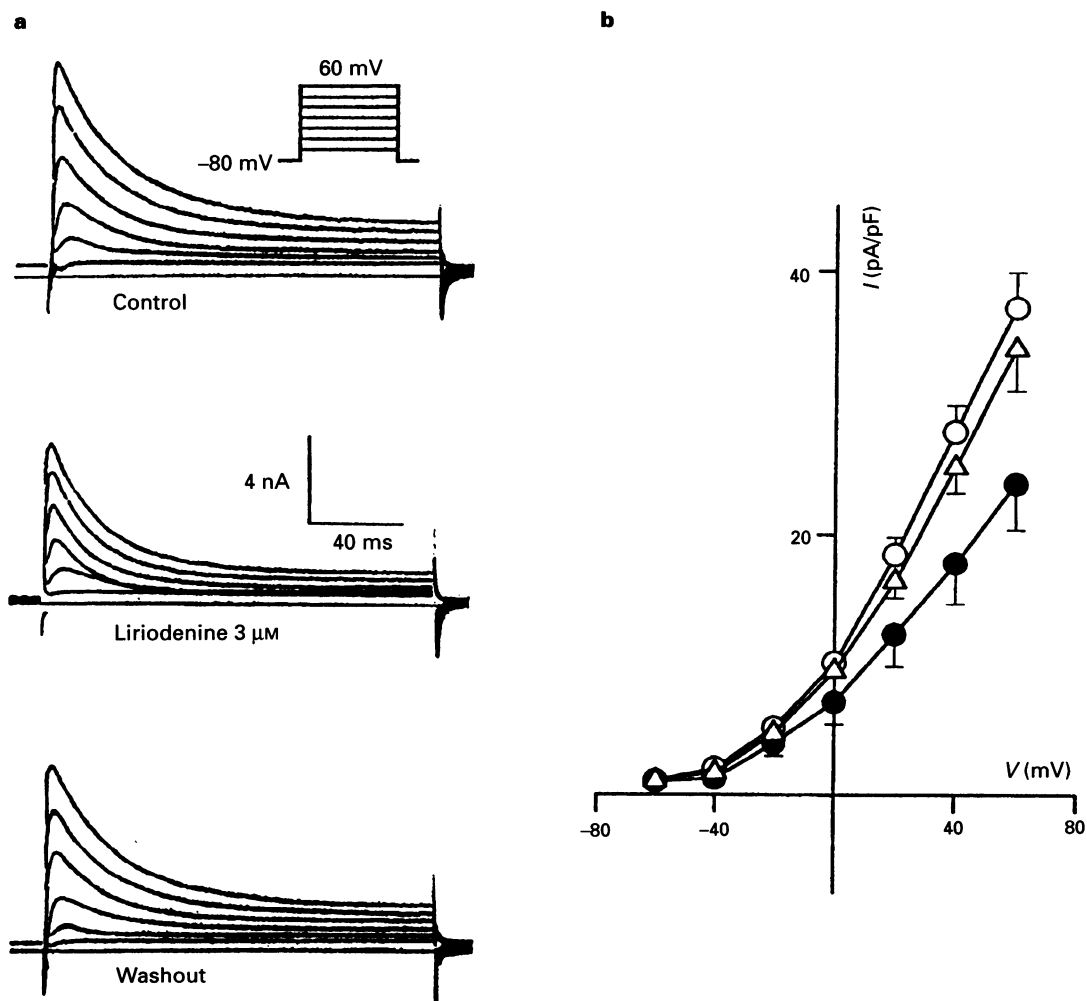 a
60 mV
−80 mV
Control
4 nA
40 ms
Liriodenine 3 μM
Washout
b
I (pA/pF)
40
20
V (mV)
−80
−40
40
80